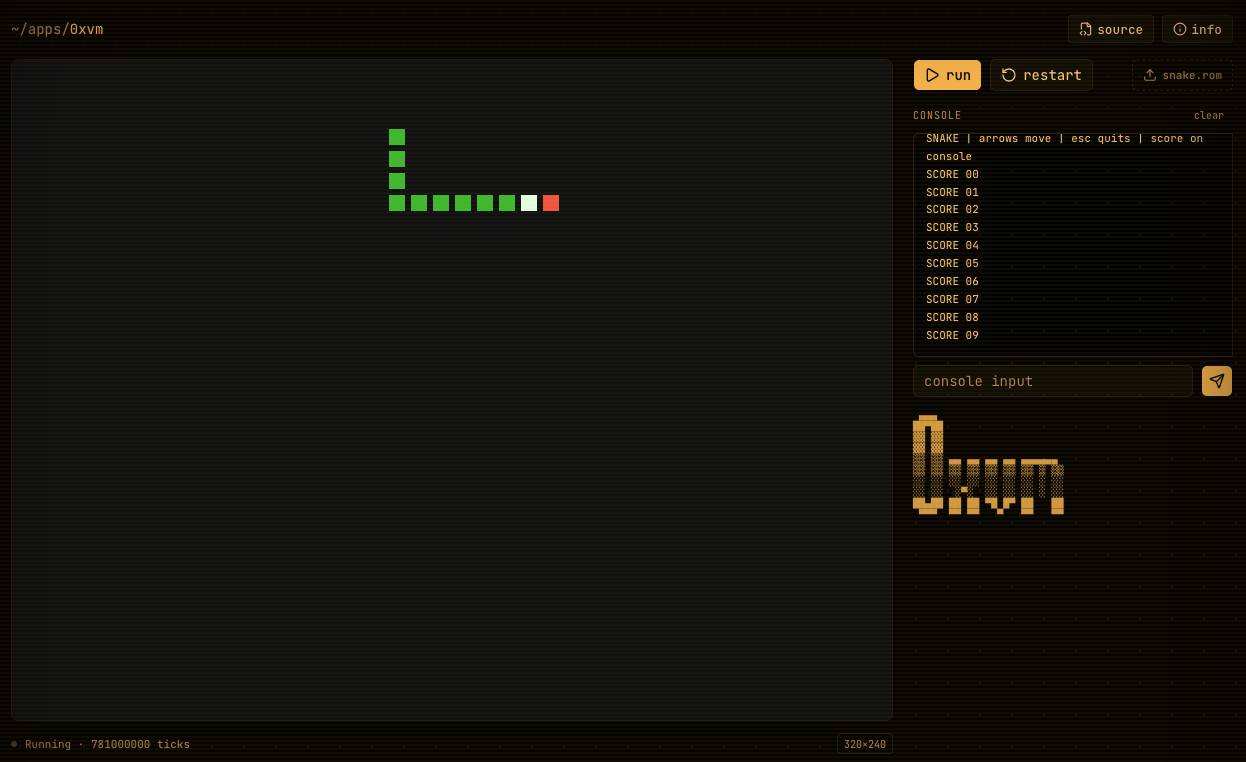 ~/apps/0xvm
source
info
run
restart
snake.rom
CONSOLE
clear
SNAKE | arrows move | esc quits | score on
console
SCORE 00
SCORE 01
SCORE 02
SCORE 03
SCORE 04
SCORE 05
SCORE 06
SCORE 07
SCORE 08
SCORE 09
console input
0xvm
Running · 781000000 ticks
320×240